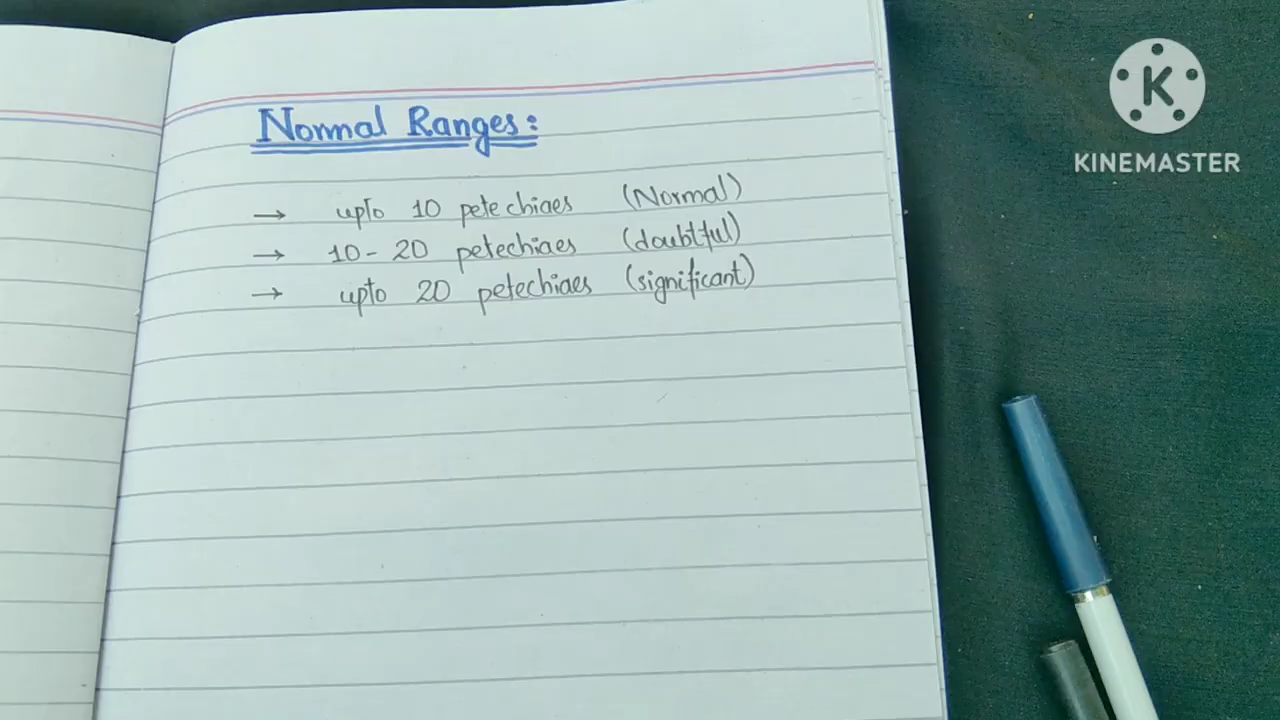 Normal Ranges:
→ upto 10 petechiaes (Normal)
→ 10-20 petechiaes (doubtful)
→ upto 20 petechiaes (significant)
K
KINEMASTER